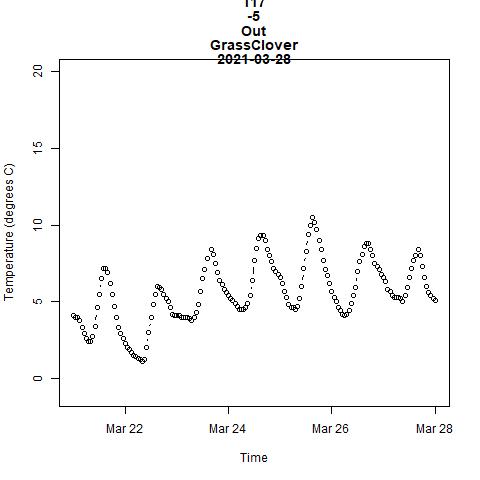 T17
-5
Out
GrassClover
2021-03-28
Temperature (degrees C)
20
15
10
5
0
Mar 22
Mar 24
Mar 26
Mar 28
Time